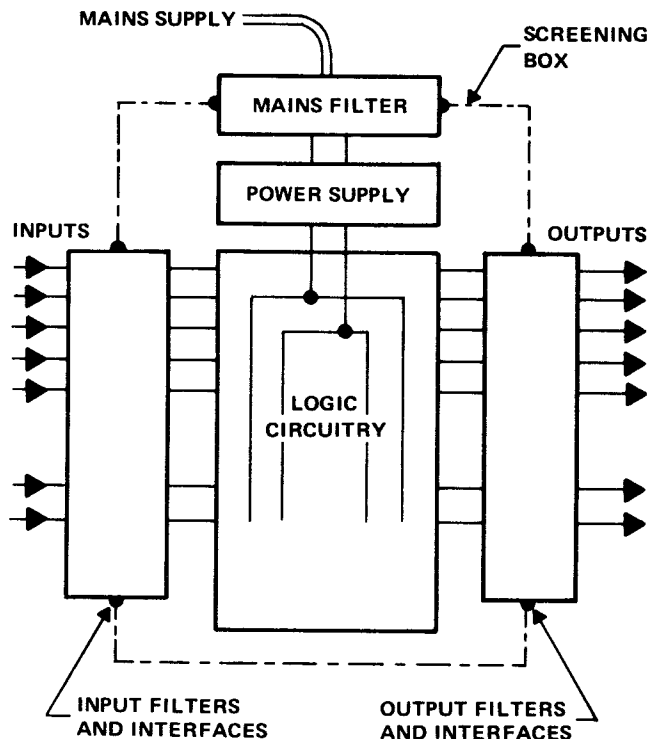 MAINS SUPPLY
SCREENING
BOX
MAINS FILTER
POWER SUPPLY
INPUTS
OUTPUTS
LOGIC
CIRCUITRY
INPUT FILTERS
AND INTERFACES
OUTPUT FILTERS
AND INTERFACES